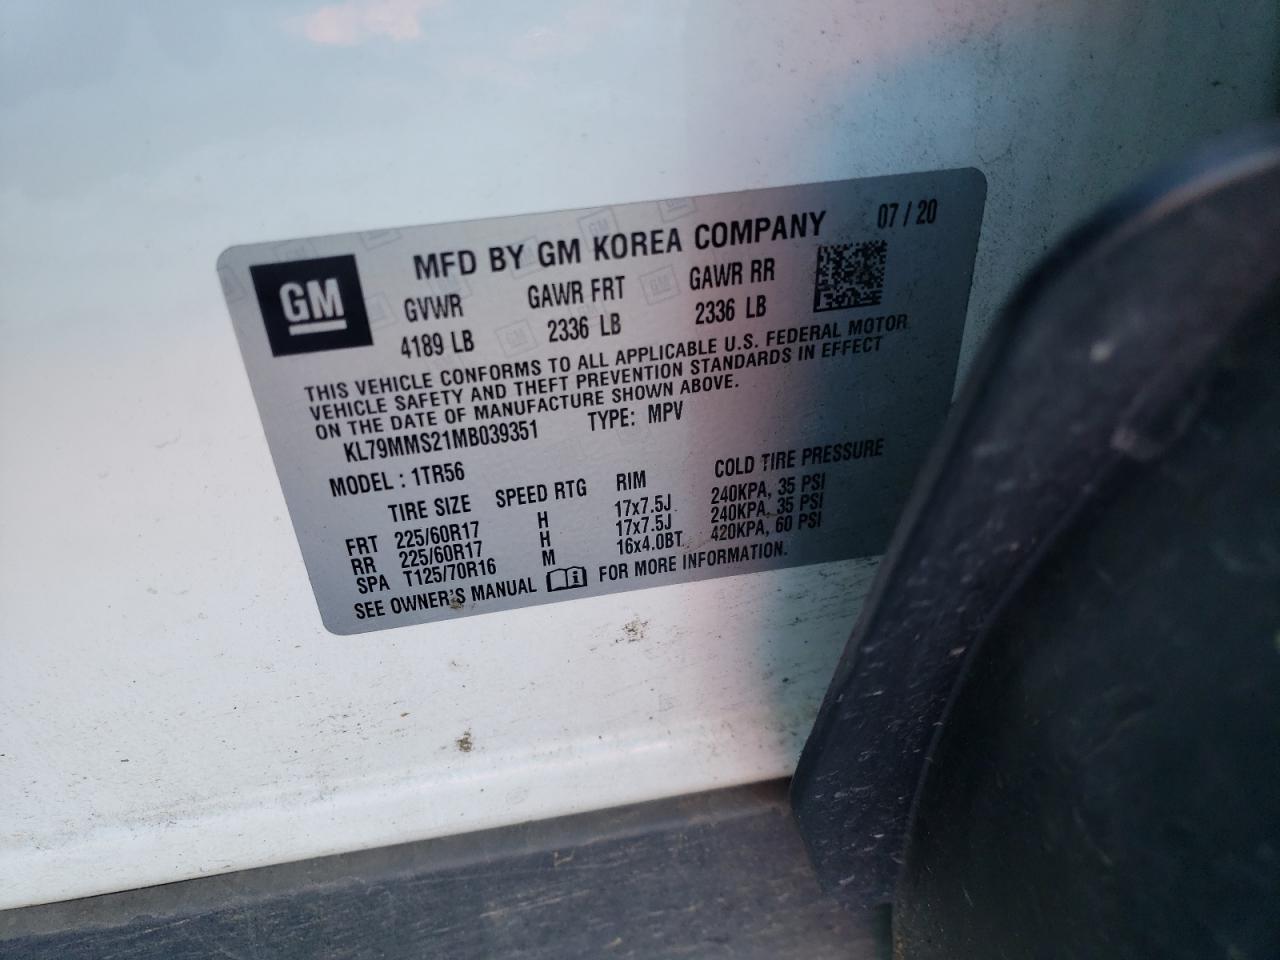 MFD BY GM KOREA COMPANY 07 / 20
GM
GVWR GAWR FRT GAWR RR
4189 LB 2336 LB 2336 LB
THIS VEHICLE CONFORMS TO ALL APPLICABLE U.S. FEDERAL MOTOR
VEHICLE SAFETY AND THEFT PREVENTION STANDARDS IN EFFECT
ON THE DATE OF MANUFACTURE SHOWN ABOVE.
KL79MMS21MB039351 TYPE: MPV
MODEL : 1TR56
TIRE SIZE SPEED RTG RIM COLD TIRE PRESSURE
FRT 225/60R17 H 17x7.5J 240KPA, 35 PSI
RR 225/60R17 H 17x7.5J 240KPA, 35 PSI
SPA T125/70R16 M 16x4.0BT 420KPA, 60 PSI
SEE OWNER'S MANUAL FOR MORE INFORMATION.